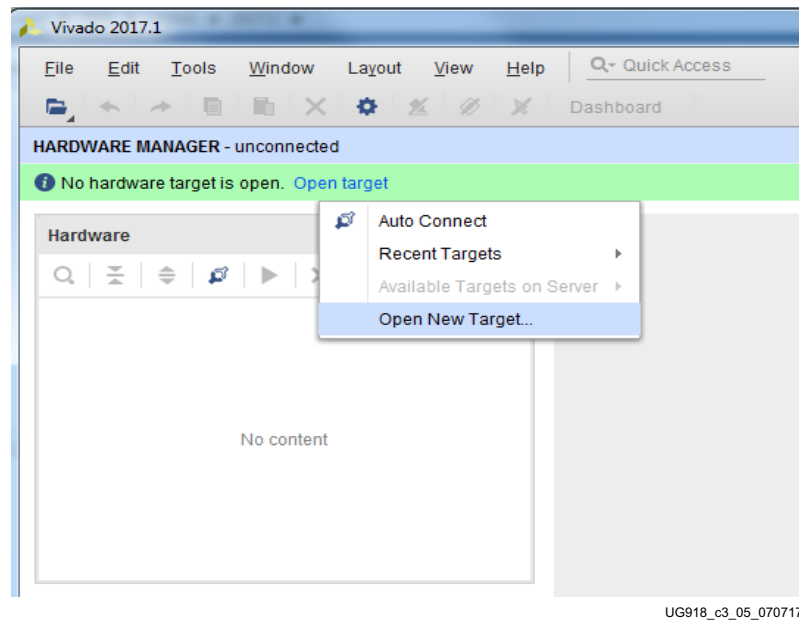 Vivado 2017.1
File Edit Tools Window Layout View Help Quick Access
Dashboard
HARDWARE MANAGER - unconnected
No hardware target is open. Open target
Hardware
Auto Connect
Recent Targets
Available Targets on Server
Open New Target...
No content
UG918_c3_05_070717